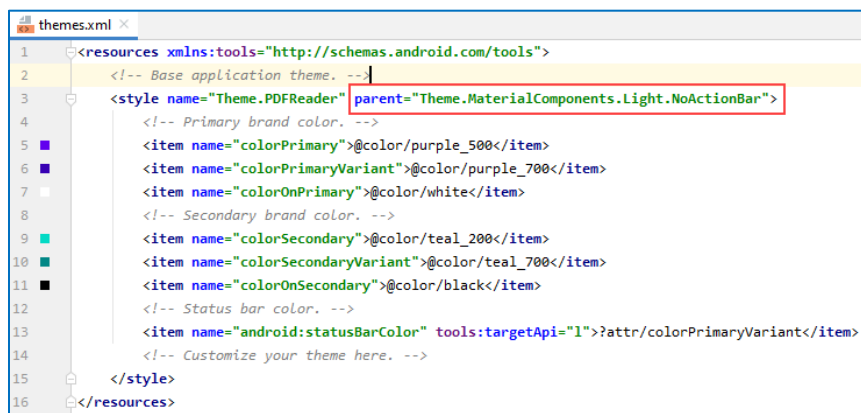 themes.xml
1 <resources xmlns:tools="http://schemas.android.com/tools">
2 <!-- Base application theme. -->
3 <style name="Theme.PDFReader" parent="Theme.MaterialComponents.Light.NoActionBar">
4 <!-- Primary brand color. -->
5 <item name="colorPrimary">@color/purple_500</item>
6 <item name="colorPrimaryVariant">@color/purple_700</item>
7 <item name="colorOnPrimary">@color/white</item>
8 <!-- Secondary brand color. -->
9 <item name="colorSecondary">@color/teal_200</item>
10 <item name="colorSecondaryVariant">@color/teal_700</item>
11 <item name="colorOnSecondary">@color/black</item>
12 <!-- Status bar color. -->
13 <item name="android:statusBarColor" tools:targetApi="l">?attr/colorPrimaryVariant</item>
14 <!-- Customize your theme here. -->
15 </style>
16 </resources>